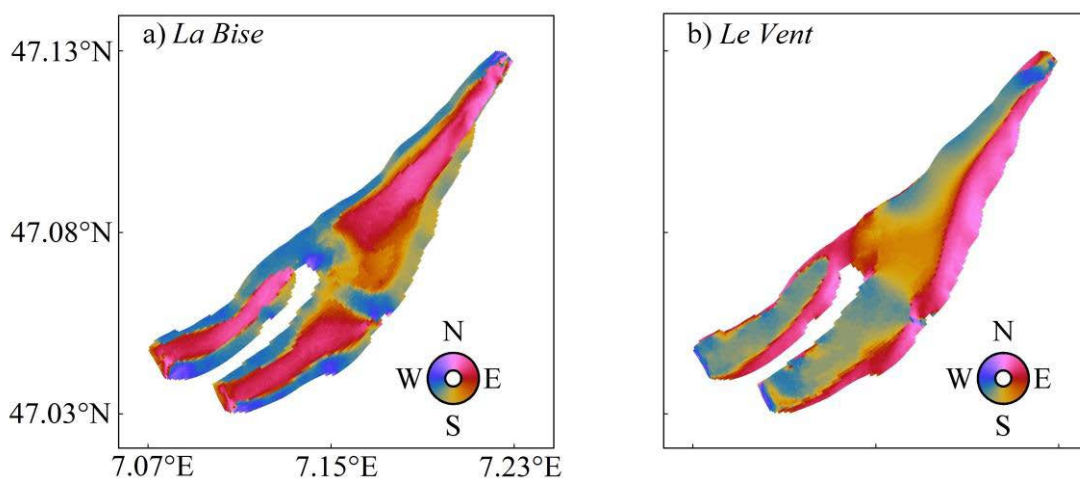 a) La Bise
b) Le Vent
47.13°N
47.08°N
47.03°N
7.07°E
7.15°E
7.23°E
N
W
E
S
N
W
E
S